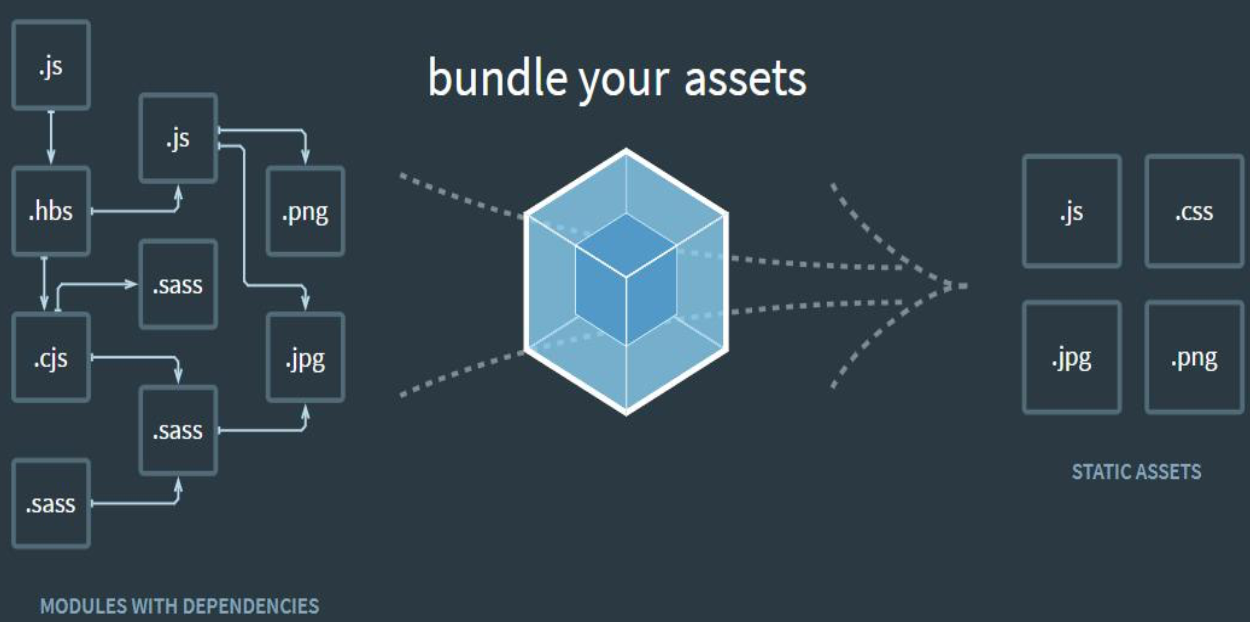 bundle your assets
.js
.js
.hbs
.png
.sass
.cjs
.jpg
.sass
.sass
MODULES WITH DEPENDENCIES
.js
.css
.jpg
.png
STATIC ASSETS